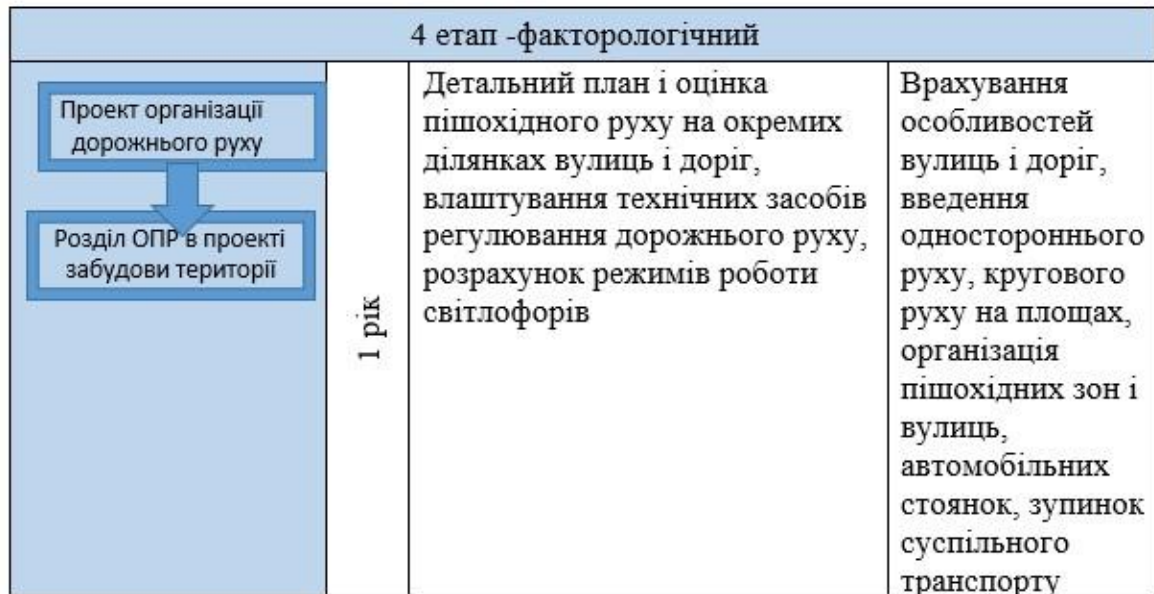 4 етап -факторологічний
Проект організації
дорожнього руху
Розділ ОПР в проекті
забудови території
1 рік
Детальний план і оцінка
пішохідного руху на окремих
ділянках вулиць і доріг,
влаштування технічних засобів
регулювання дорожнього руху,
розрахунок режимів роботи
світлофорів
Врахування
особливостей
вулиць і доріг,
введення
одностороннього
руху, кругового
руху на площах,
організація
пішохідних зон і
вулиць,
автомобільних
стоянок, зупинок
суспільного
транспорту